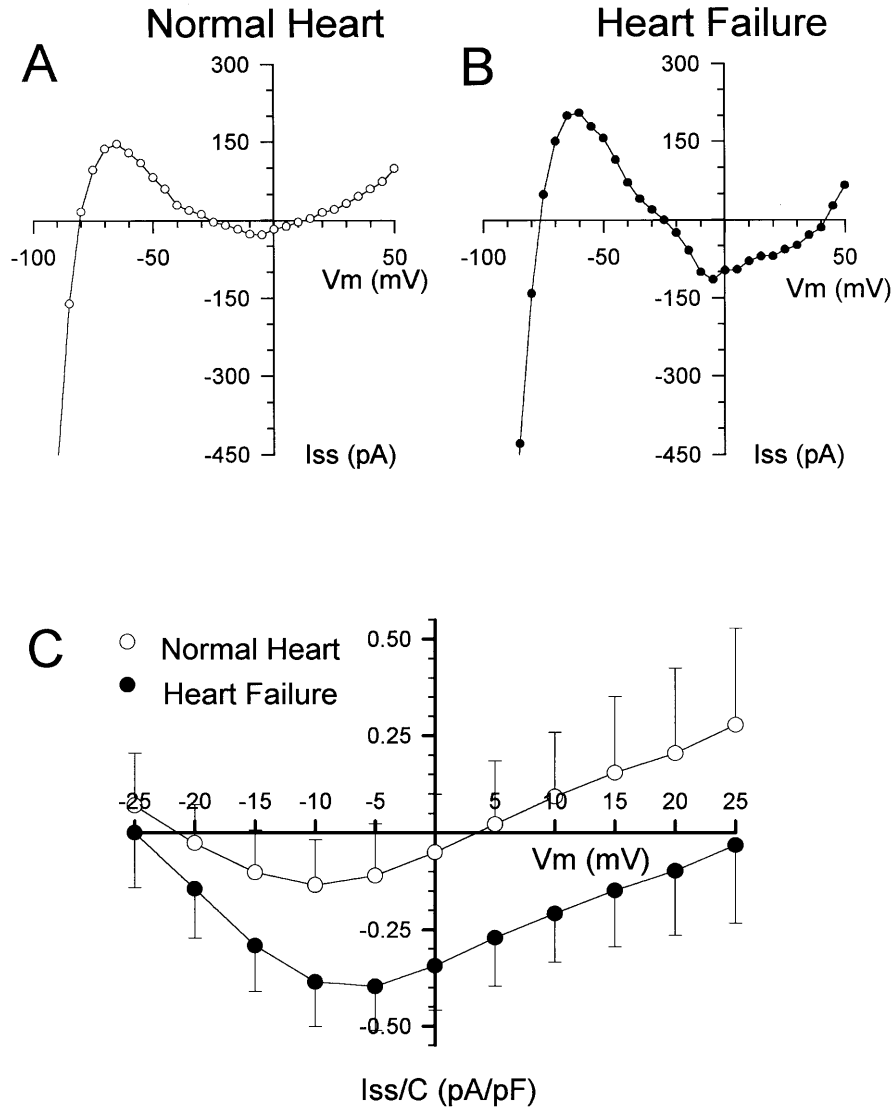 Normal Heart
Heart Failure
A
B
300
150
-100
-50
50
Vm (mV)
-150
-300
-450
Iss (pA)
300
150
-100
-50
50
Vm (mV)
-150
-300
-450
Iss (pA)
C
Normal Heart
Heart Failure
0.50
0.25
-25
-20
-15
-10
-5
5
10
15
20
25
Vm (mV)
-0.25
-0.50
Iss/C (pA/pF)